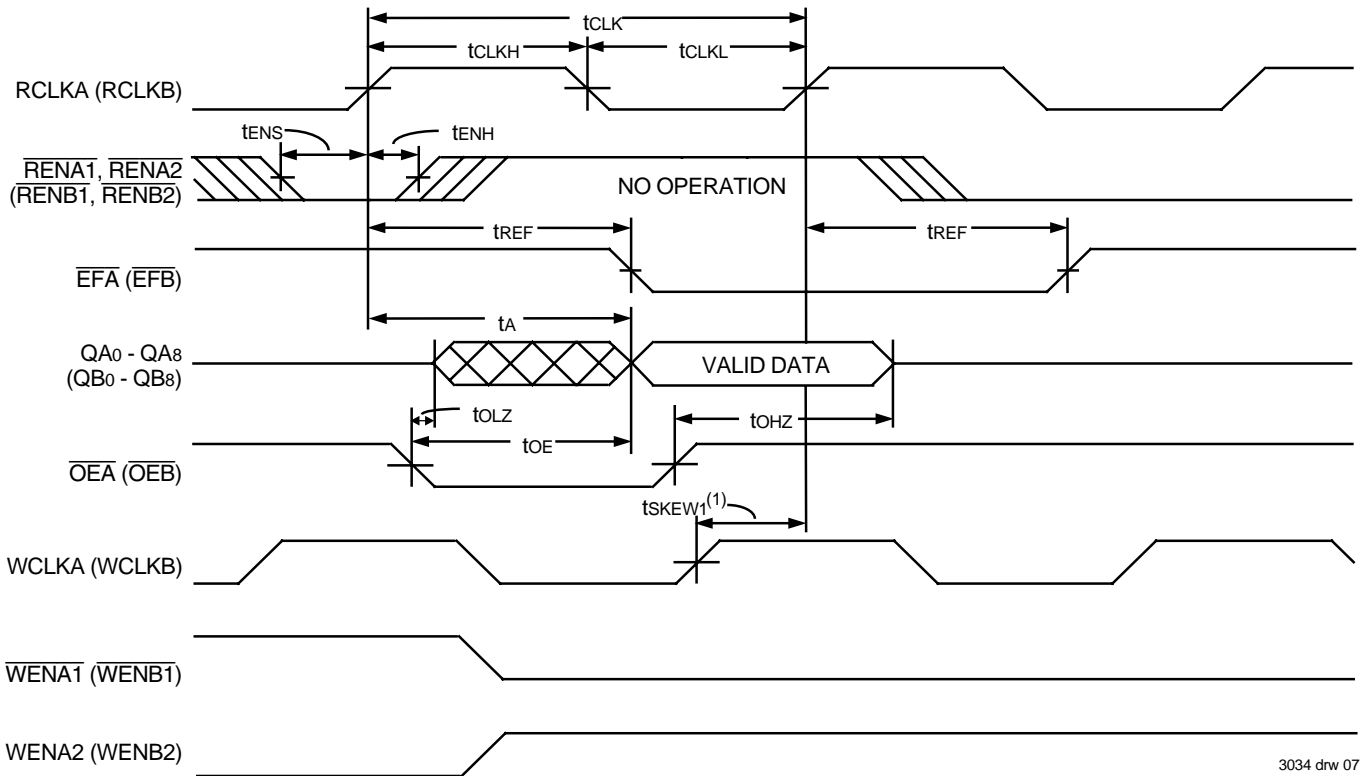 tCLK
tCLKH
tCLKL
RCLKA (RCLKB)
tENS
tENH
RENA1, RENA2
(RENB1, RENB2)
NO OPERATION
tREF
tREF
EFA (EFB)
tA
QA0 - QA8
(QB0 - QB8)
VALID DATA
tOLZ
tOHZ
tOE
OEA (OEB)
tSKEW1(1)
WCLKA (WCLKB)
WENA1 (WENB1)
WENA2 (WENB2)
3034 drw 07